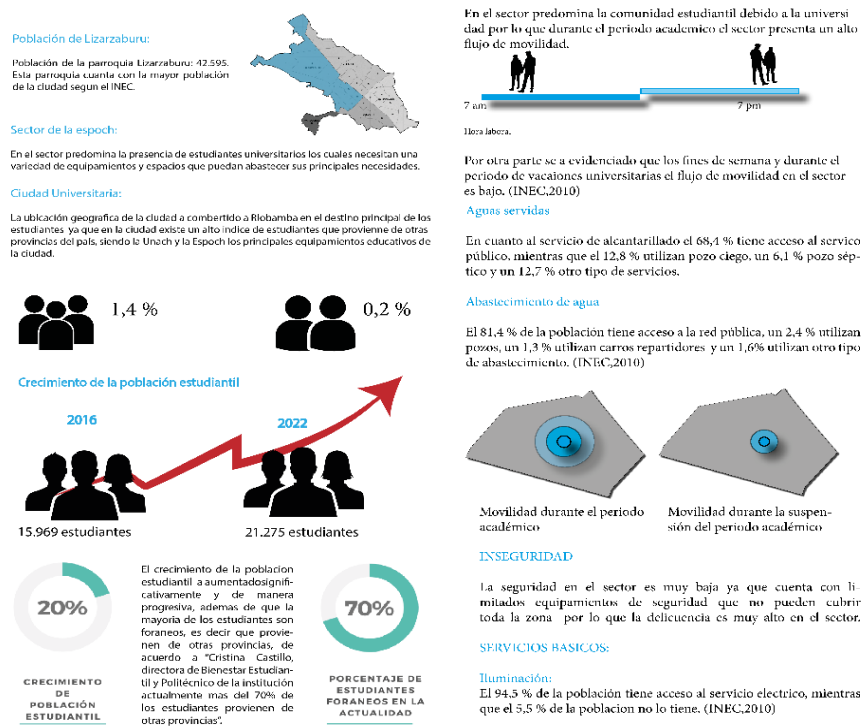 Población de Lizarzaburu:
Población de la parroquia Lizarzaburu: 42.595.
Esta parroquia cuenta con la mayor población
de la ciudad segun el INEC.
Sector de la espoch:
En el sector predomina la presencia de estudiantes universitarios los cuales necesitan una
variedad de equipamientos y espacios que puedan abastecer sus principales necesidades.
Ciudad Universitaria:
La ubicación geografica de la ciudad a combertido a Riobamba en el destino principal de los
estudiantes ya que en la ciudad existe un alto indice de estudiantes que provienne de otras
provincias del pais, siendo la Unach y la Espoch los principales equipamientos educativos de
la ciudad.
1,4 %
0,2 %
Crecimiento de la población estudiantil
2016
2022
15.969 estudiantes
21.275 estudiantes
20%
CRECIMIENTO
DE
POBLACIÓN
ESTUDIANTIL
El crecimiento de la poblacion
estudiantil a aumentadosignifi-
cativamente y de manera
progresiva, ademas de que la
mayoria de los estudiantes son
foraneos, es decir que provie-
nen de otras provincias, de
acuerdo a "Cristina Castillo,
directora de Bienestar Estudian-
til y Politécnico de la institución
actualmente mas del 70% de
los estudiantes provienen de
otras provincias".
70%
PORCENTAJE DE
ESTUDIANTES
FORANEOS EN LA
ACTUALIDAD
En el sector predomina la comunidad estudiantil debido a la universi
dad por lo que durante el periodo academico el sector presenta un alto
flujo de movilidad.
7 am
7 pm
Hora labora.
Por otra parte se a evidenciado que los fines de semana y durante el
periodo de vacaiones universitarias el flujo de movilidad en el sector
es bajo. (INEC,2010)
Aguas servidas
En cuanto al servicio de alcantarillado el 68,4 % tiene acceso al servico
público, mientras que el 12,8 % utilizan pozo ciego, un 6,1 % pozo sép-
tico y un 12,7 % otro tipo de servicios.
Abastecimiento de agua
El 81,4 % de la población tiene acceso a la red pública, un 2,4 % utilizan
pozos, un 1,3 % utilizan carros repartidores y un 1,6% utilizan otro tipo
de abastecimiento. (INEC,2010)
Movilidad durante el periodo
académico
Movilidad durante la suspen-
sión del periodo académico
INSEGURIDAD
La seguridad en el sector es muy baja ya que cuenta con li-
mitados equipamientos de seguridad que no pueden cubrir
toda la zona por lo que la delicuencia es muy alto en el sector.
SERVICIOS BASICOS:
Iluminación:
El 94,5 % de la población tiene acceso al servicio electrico, mientras
que el 5,5 % de la poblacion no lo tiene. (INEC,2010)